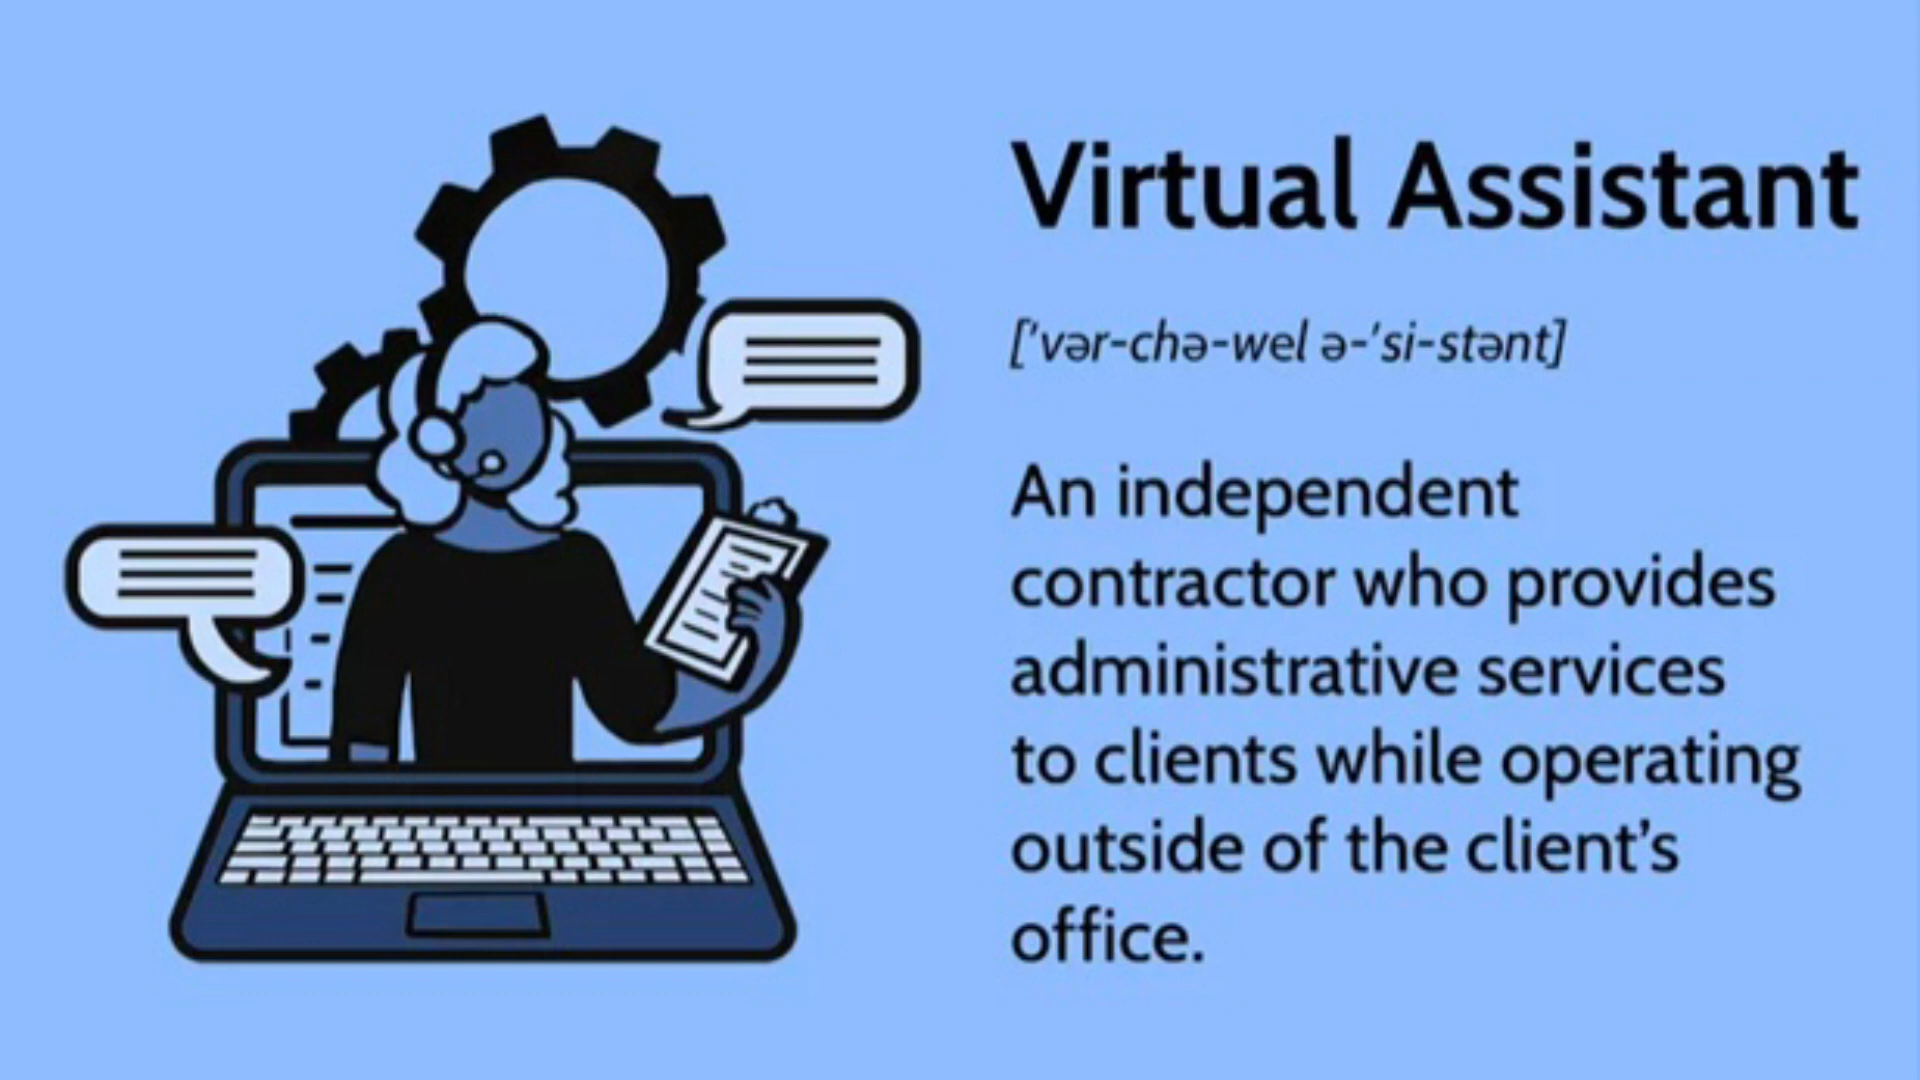 Virtual Assistant
['vər-chə-wel ə-'si-stənt]
An independent
contractor who provides
administrative services
to clients while operating
outside of the client’s
office.